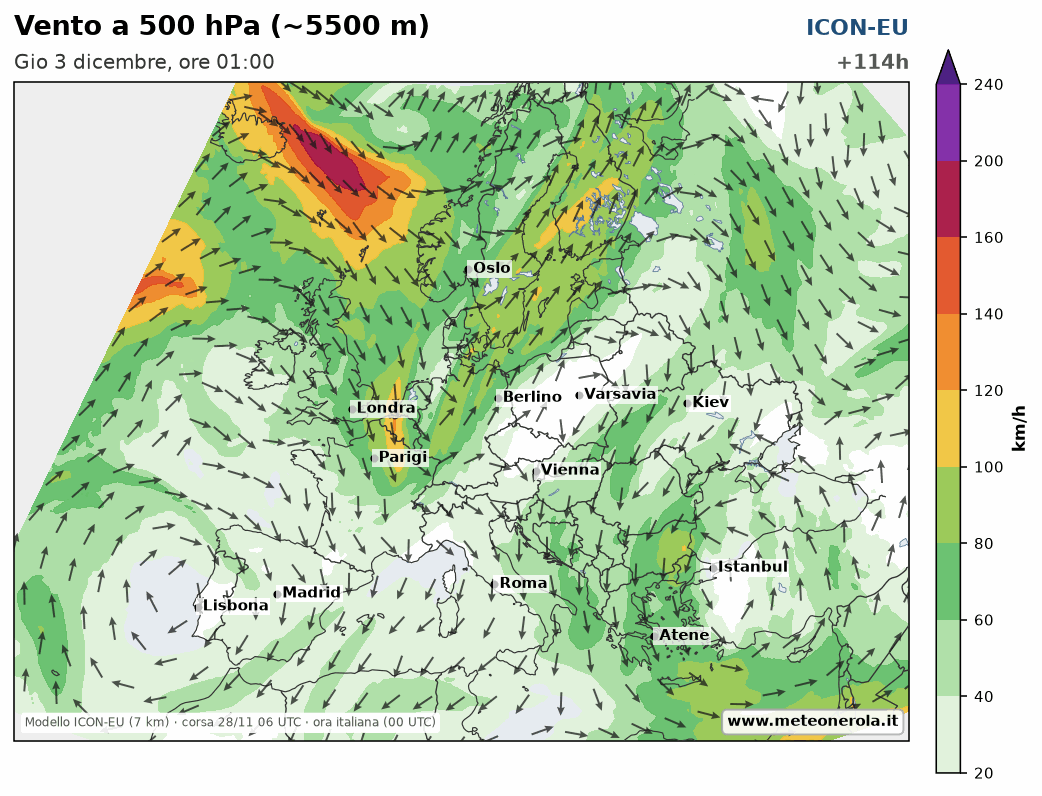 Vento a 500 hPa (~5500 m)
ICON-EU
Gio 3 dicembre, ore 01:00
+114h
240
200
160
140
120
100
80
60
40
20
km/h
Oslo
Berlino
Varsavia
Kiev
Londra
Parigi
Vienna
Istanbul
Roma
Madrid
Lisbona
Atene
Modello ICON-EU (7 km) · corsa 28/11 06 UTC · ora italiana (00 UTC)
www.meteonerola.it